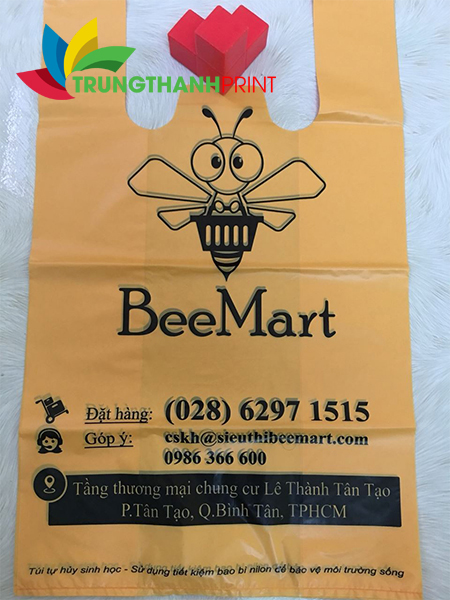 TRUNGTHANHPRINT
BeeMart
Đặt hàng: (028) 6297 1515
Góp ý: cskh@sieuthibeemart.com
0986 366 600
Tầng thương mại chung cư Lê Thành Tân Tạo
P.Tân Tạo, Q.Bình Tân, TPHCM
Túi tự hủy sinh học - Sử dụng tiết kiệm bao bì nilon để bảo vệ môi trường sống